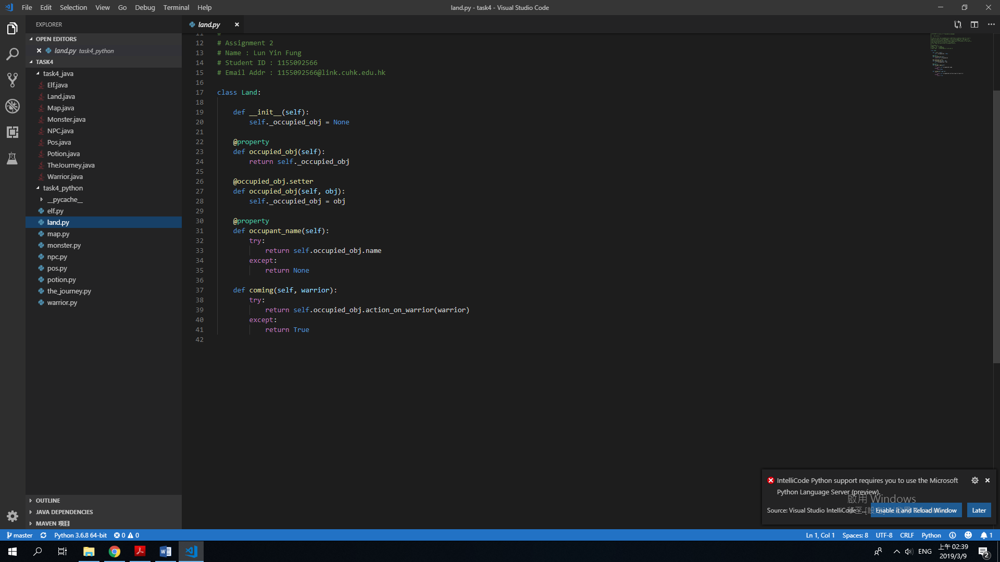 File Edit Selection View Go Debug Terminal Help
land.py - task4 - Visual Studio Code
EXPLORER
OPEN EDITORS
land.py task4_python
TASK4
task4_java
Elf.java
Land.java
Map.java
Monster.java
NPC.java
Pos.java
Potion.java
TheJourney.java
Warrior.java
task4_python
__pycache__
elf.py
land.py
map.py
monster.py
npc.py
pos.py
potion.py
the_journey.py
warrior.py
OUTLINE
JAVA DEPENDENCIES
MAVEN 项目
land.py
11 #
12 # Assignment 2
13 # Name : Lun Yin Fung
14 # Student ID : 1155092566
15 # Email Addr : 1155092566@link.cuhk.edu.hk
16
17 class Land:
18
19 def __init__(self):
20 self._occupied_obj = None
21
22 @property
23 def occupied_obj(self):
24 return self._occupied_obj
25
26 @occupied_obj.setter
27 def occupied_obj(self, obj):
28 self._occupied_obj = obj
29
30 @property
31 def occupant_name(self):
32 try:
33 return self.occupied_obj.name
34 except:
35 return None
36
37 def coming(self, warrior):
38 try:
39 return self.occupied_obj.action_on_warrior(warrior)
40 except:
41 return True
42
IntelliCode Python support requires you to use the Microsoft
Python Language Server (preview).
啟用 Windows
Source: Visual Studio IntelliCode - ...
Enable it and Reload Window
Later
master Python 3.6.8 64-bit 0 0
Ln 1, Col 1 Spaces: 8 UTF-8 CRLF Python 1
ENG
上午 02:39
2019/3/9
2